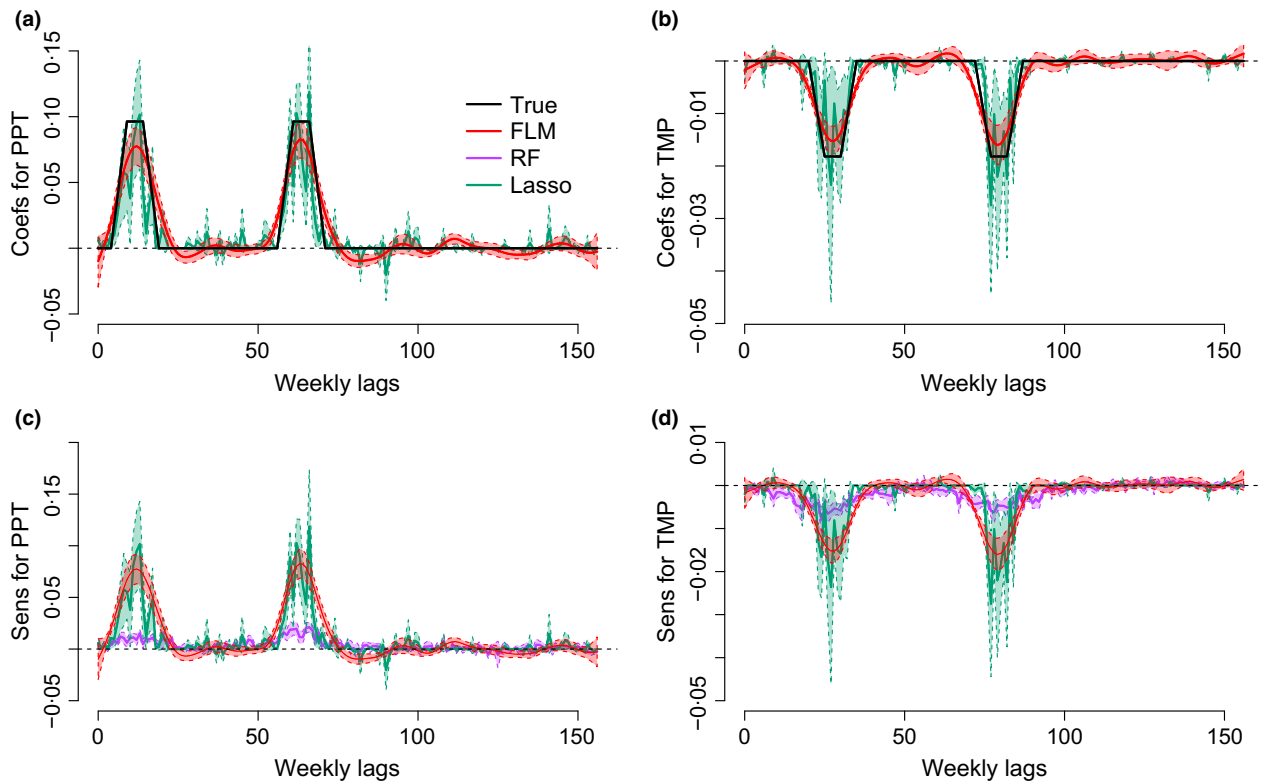 (a)
Coefs for PPT
0·15
0·10
0·05
−0·05
True
FLM
RF
Lasso
0
50
100
150
Weekly lags
(b)
Coefs for TMP
−0·01
−0·03
−0·05
0
50
100
150
Weekly lags
(c)
Sens for PPT
0·15
0·05
−0·05
0
50
100
150
Weekly lags
(d)
Sens for TMP
0·01
−0·02
−0·05
0
50
100
150
Weekly lags